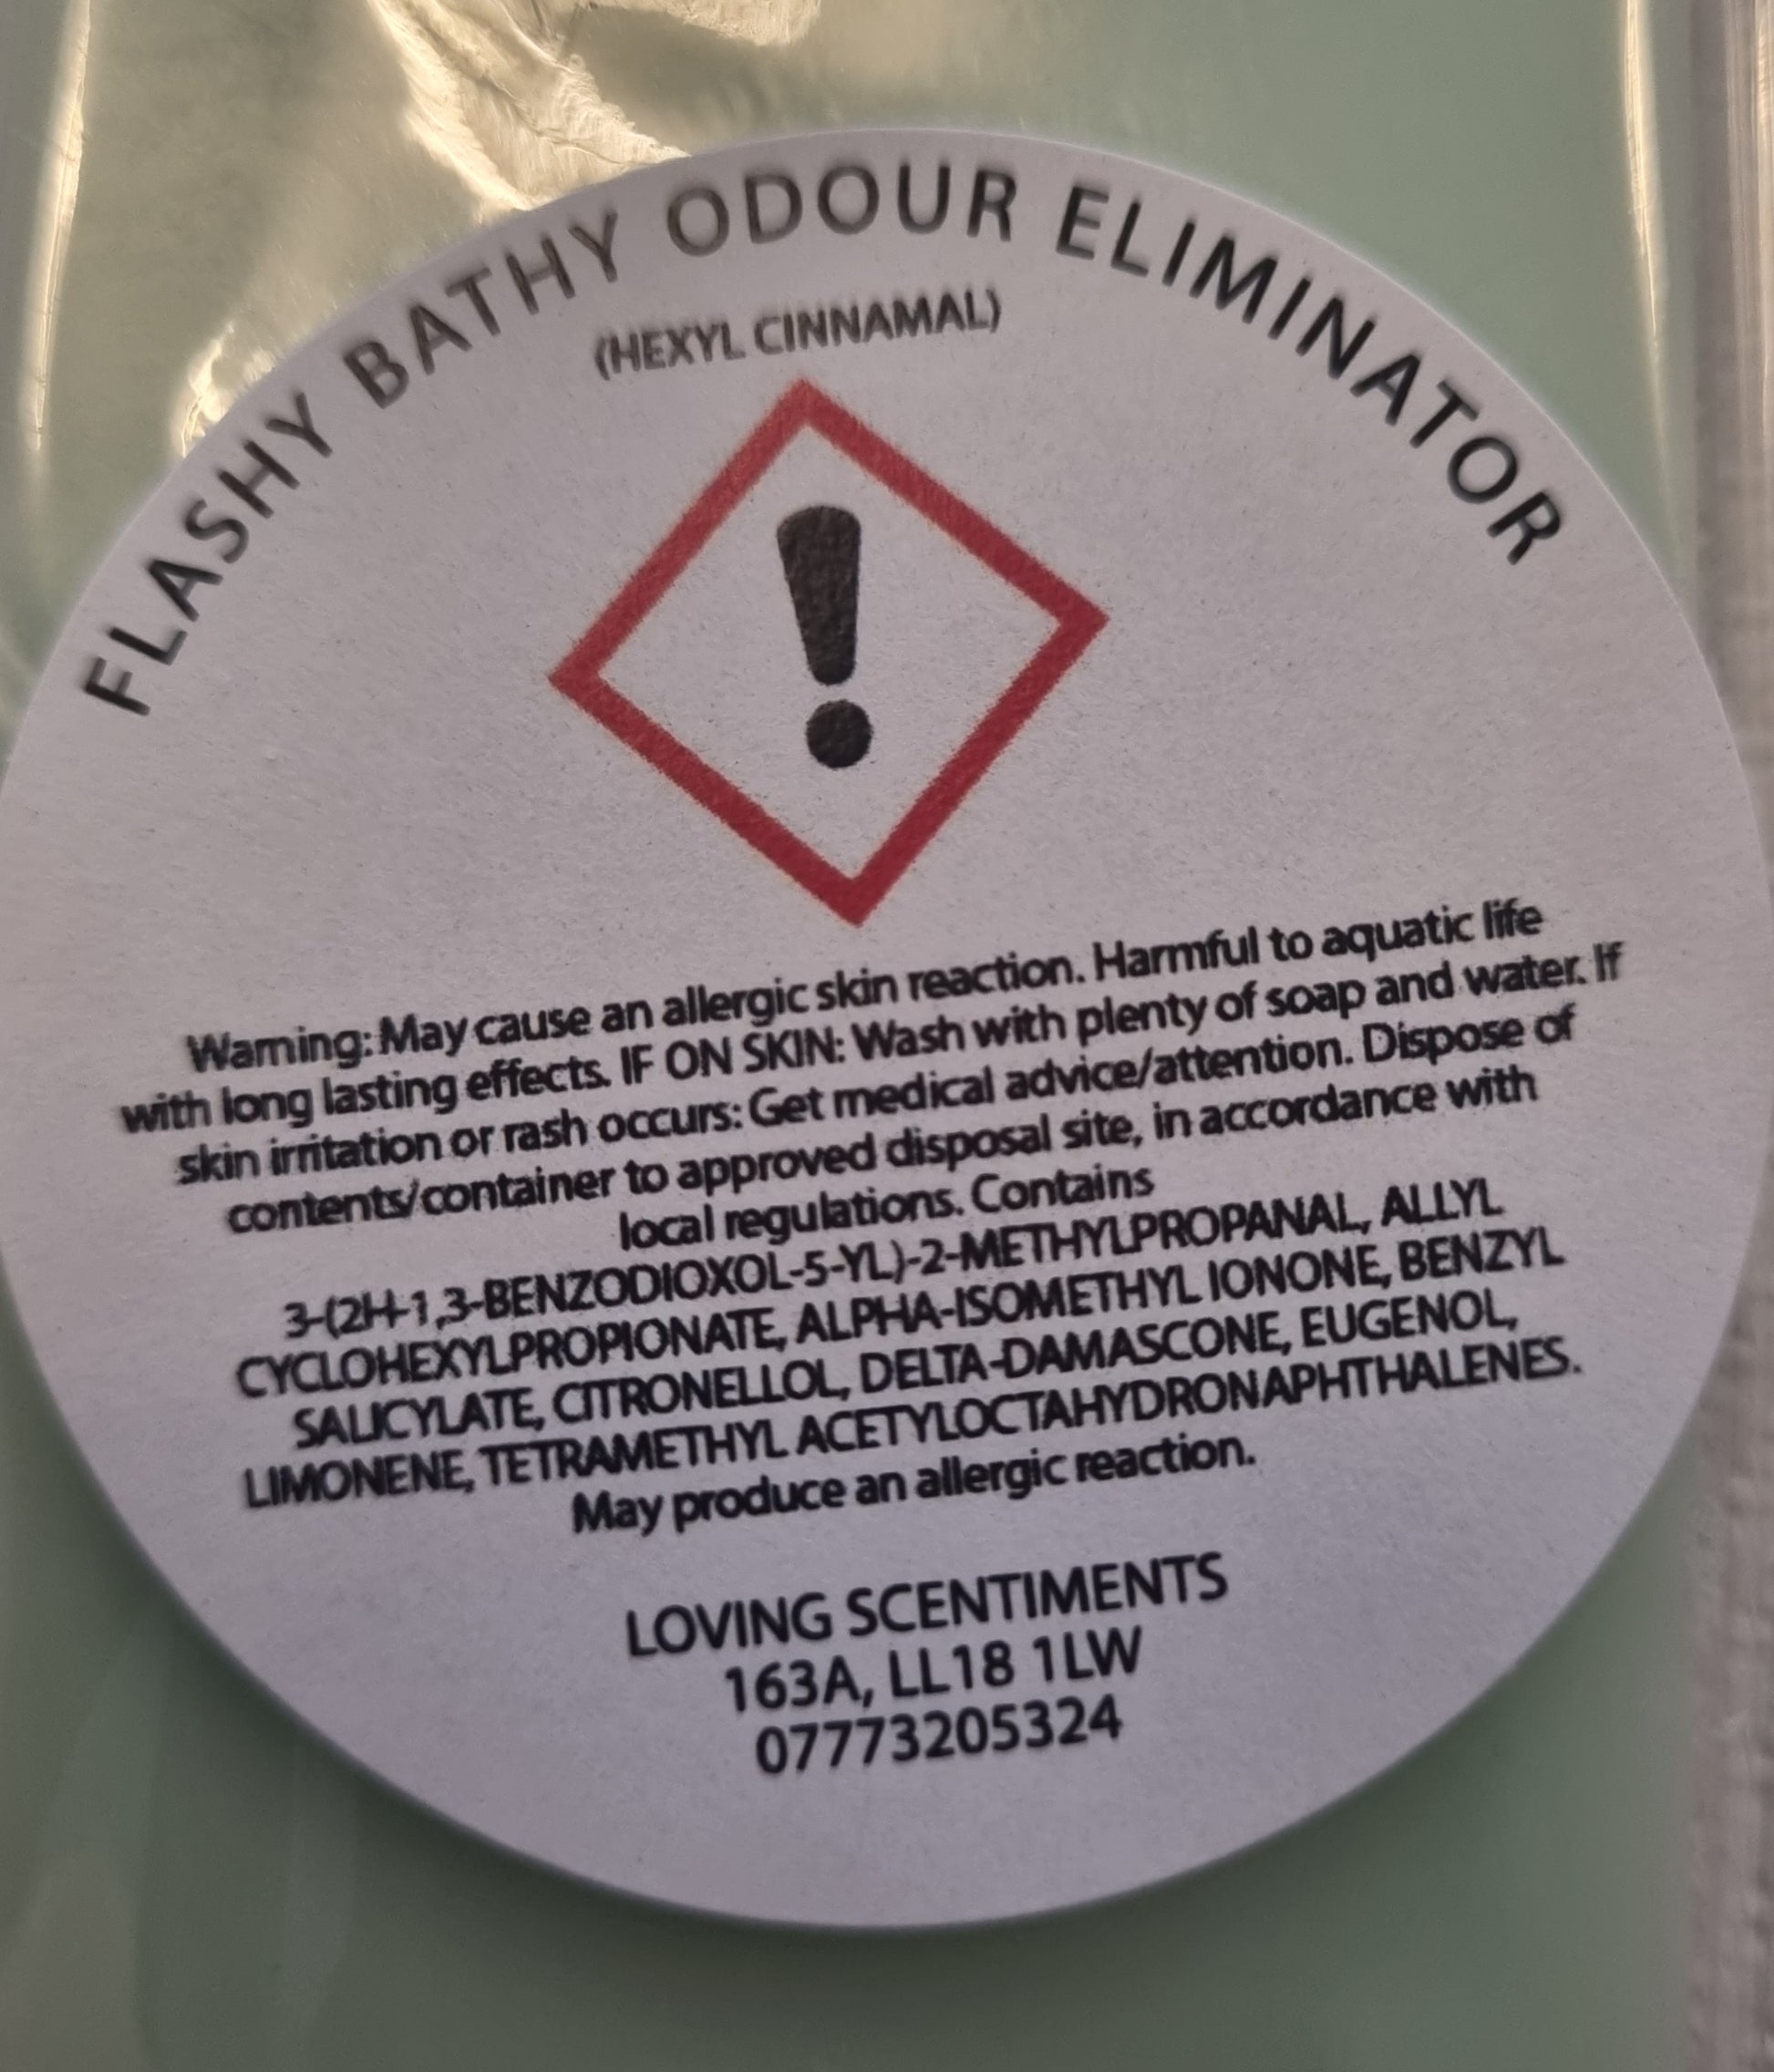 FLASHY BATHY ODOUR ELIMINATOR
(HEXYL CINNAMAL)
Warning: May cause an allergic skin reaction. Harmful to aquatic life
with long lasting effects. IF ON SKIN: Wash with plenty of soap and water. If
skin irritation or rash occurs: Get medical advice/attention. Dispose of
contents/container to approved disposal site, in accordance with
local regulations. Contains
3-(2H-1,3-BENZODIOXOL-5-YL)-2-METHYLPROPANAL, ALLYL
CYCLOHEXYLPROPIONATE, ALPHA-ISOMETHYL IONONE, BENZYL
SALICYLATE, CITRONELLOL, DELTA-DAMASCONE, EUGENOL,
LIMONENE, TETRAMETHYL ACETYLOCTAHYDRONAPHTHALENES.
May produce an allergic reaction.
LOVING SCENTIMENTS
163A, LL18 1LW
07773205324